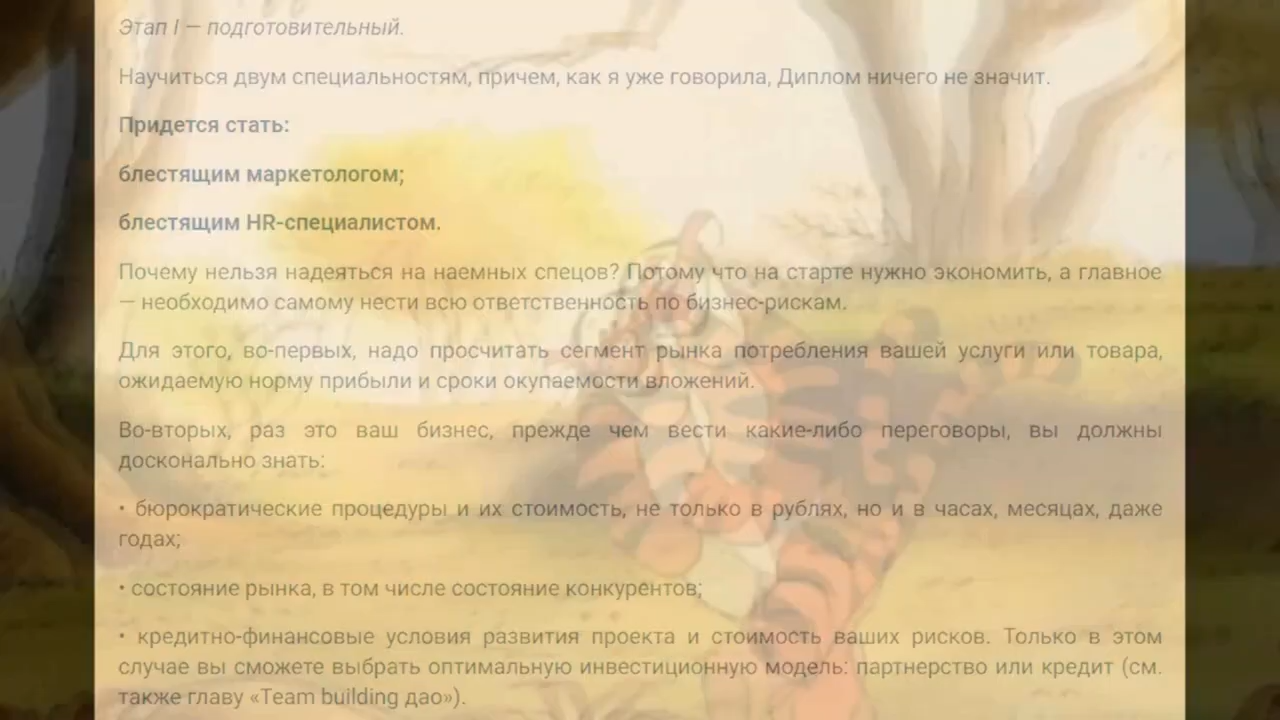 Этап I — подготовительный.
Научиться двум специальностям, причем, как я уже говорила, Диплом ничего не значит.
Придется стать:
блестящим маркетологом;
блестящим HR-специалистом.
Почему нельзя надеяться на наемных спецов? Потому что на старте нужно экономить, а главное
— необходимо самому нести всю ответственность по бизнес-рискам.
Для этого, во-первых, надо просчитать сегмент рынка потребления вашей услуги или товара,
ожидаемую норму прибыли и сроки окупаемости вложений.
Во-вторых, раз это ваш бизнес, прежде чем вести какие-либо переговоры, вы должны
досконально знать:
• бюрократические процедуры и их стоимость, не только в рублях, но и в часах, месяцах, даже
годах;
• состояние рынка, в том числе состояние конкурентов;
• кредитно-финансовые условия развития проекта и стоимость ваших рисков. Только в этом
случае вы сможете выбрать оптимальную инвестиционную модель: партнерство или кредит (см.
также главу «Team building дао»).